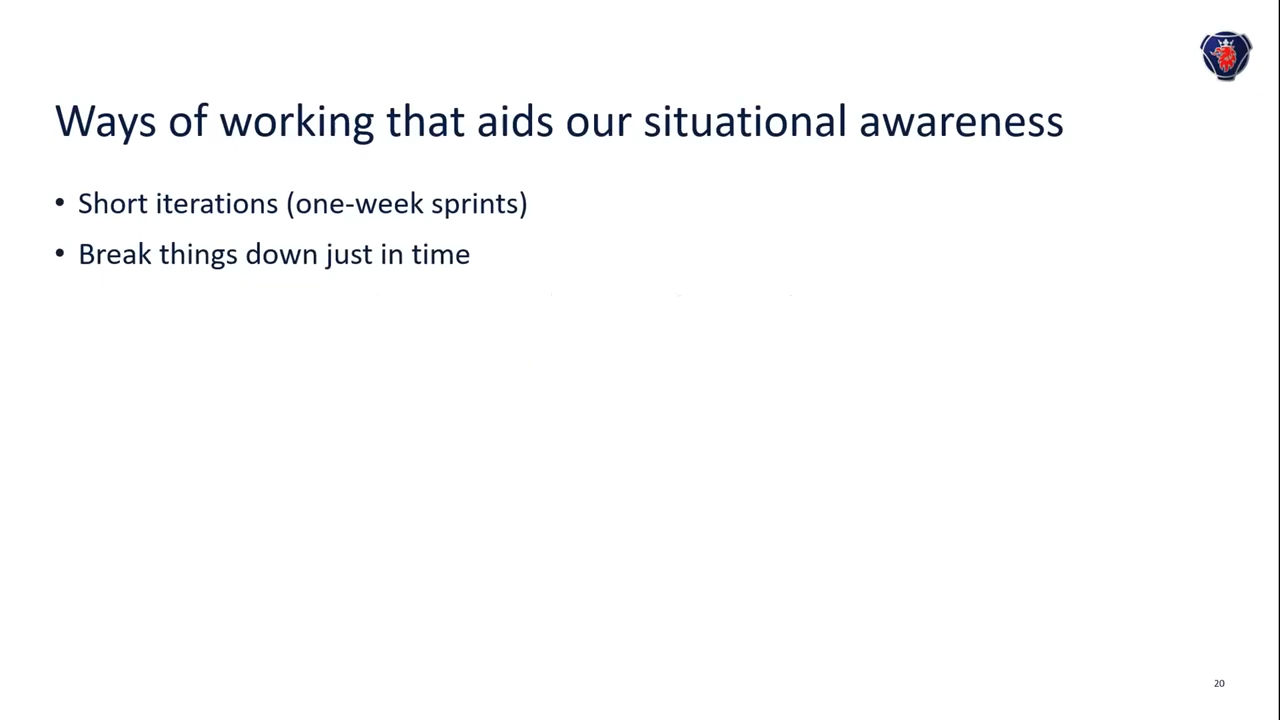 Ways of working that aids our situational awareness
• Short iterations (one-week sprints)
• Break things down just in time
20